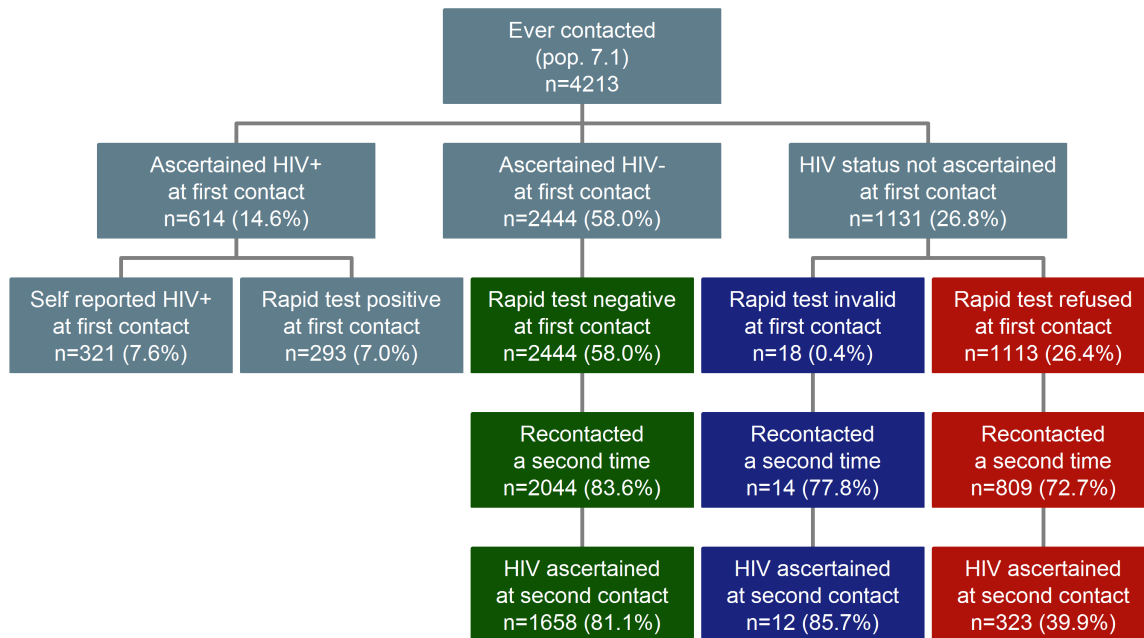 Ever contacted
(pop. 7.1)
n=4213
Ascertained HIV+
at first contact
n=614 (14.6%)
Ascertained HIV-
at first contact
n=2444 (58.0%)
HIV status not ascertained
at first contact
n=1131 (26.8%)
Self reported HIV+
at first contact
n=321 (7.6%)
Rapid test positive
at first contact
n=293 (7.0%)
Rapid test negative
at first contact
n=2444 (58.0%)
Rapid test invalid
at first contact
n=18 (0.4%)
Rapid test refused
at first contact
n=1113 (26.4%)
Recontacted
a second time
n=2044 (83.6%)
Recontacted
a second time
n=14 (77.8%)
Recontacted
a second time
n=809 (72.7%)
HIV ascertained
at second contact
n=1658 (81.1%)
HIV ascertained
at second contact
n=12 (85.7%)
HIV ascertained
at second contact
n=323 (39.9%)